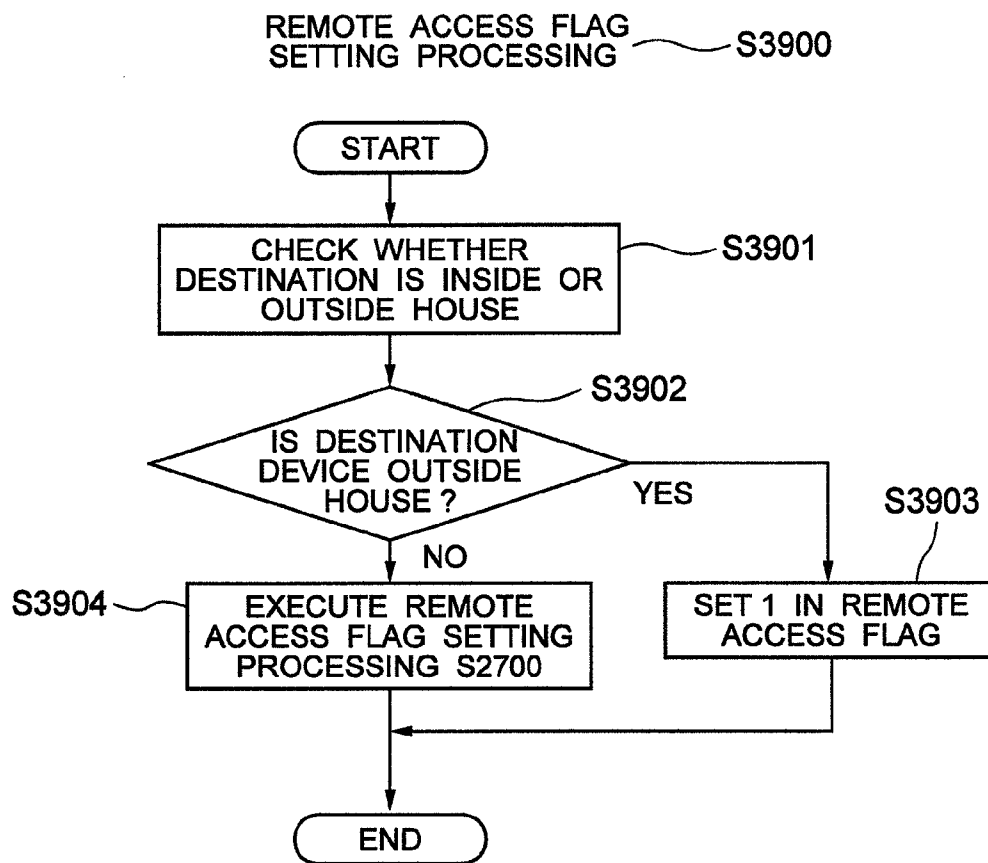 REMOTE ACCESS FLAG
SETTING PROCESSING
S3900
START
CHECK WHETHER
DESTINATION IS INSIDE OR
OUTSIDE HOUSE
S3901
S3902
IS DESTINATION
DEVICE OUTSIDE
HOUSE ?
YES
NO
S3903
SET 1 IN REMOTE
ACCESS FLAG
S3904
EXECUTE REMOTE
ACCESS FLAG SETTING
PROCESSING S2700
END